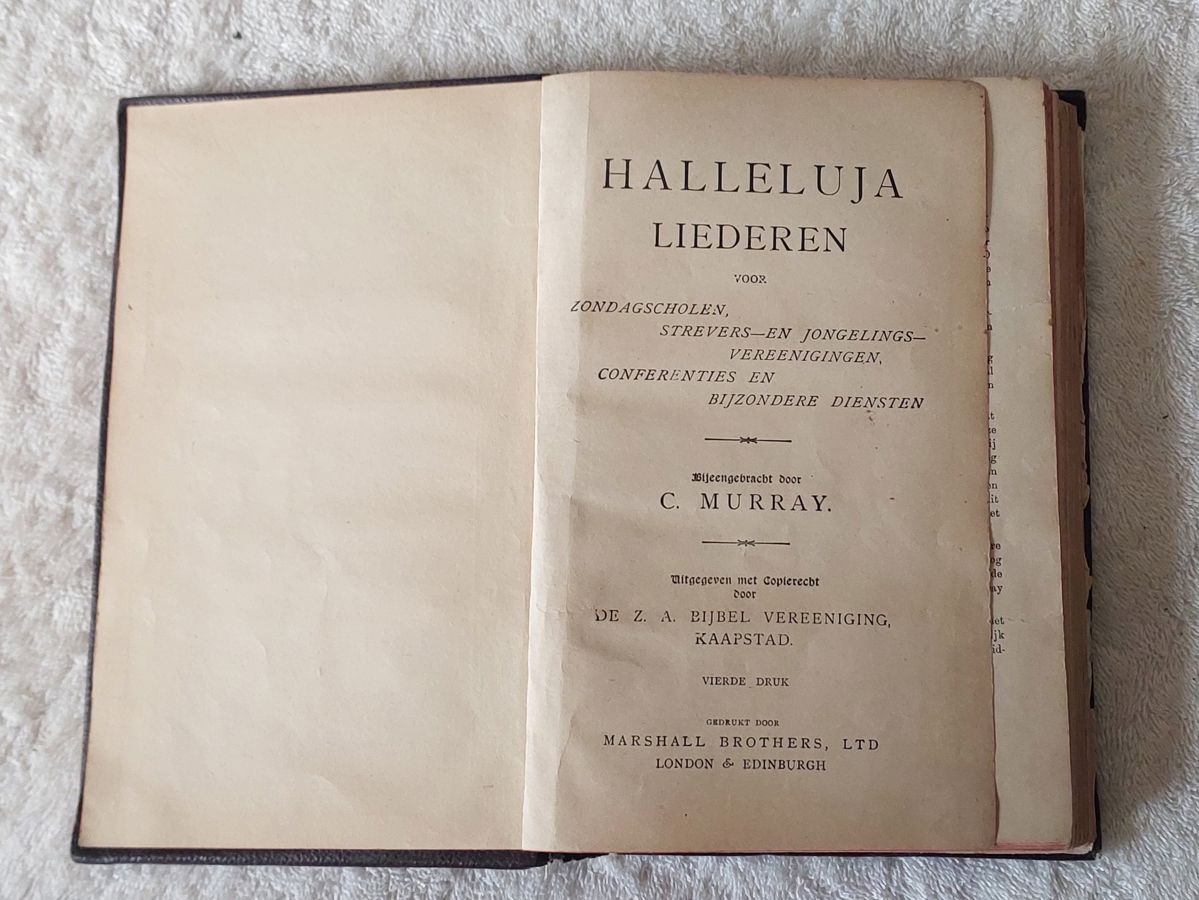 HALLELUJA
LIEDEREN
VOOR
ZONDAGSCHOLEN,
STREVERS—EN JONGELINGS—
VEREENIGINGEN,
CONFERENTIES EN
BIJZONDERE DIENSTEN
Bijeengebracht door
C. MURRAY.
Uitgegeven met Copierecht
door
DE Z. A. BIJBEL VEREENIGING,
KAAPSTAD.
VIERDE DRUK
GEDRUKT DOOR
MARSHALL BROTHERS, LTD
LONDON & EDINBURGH